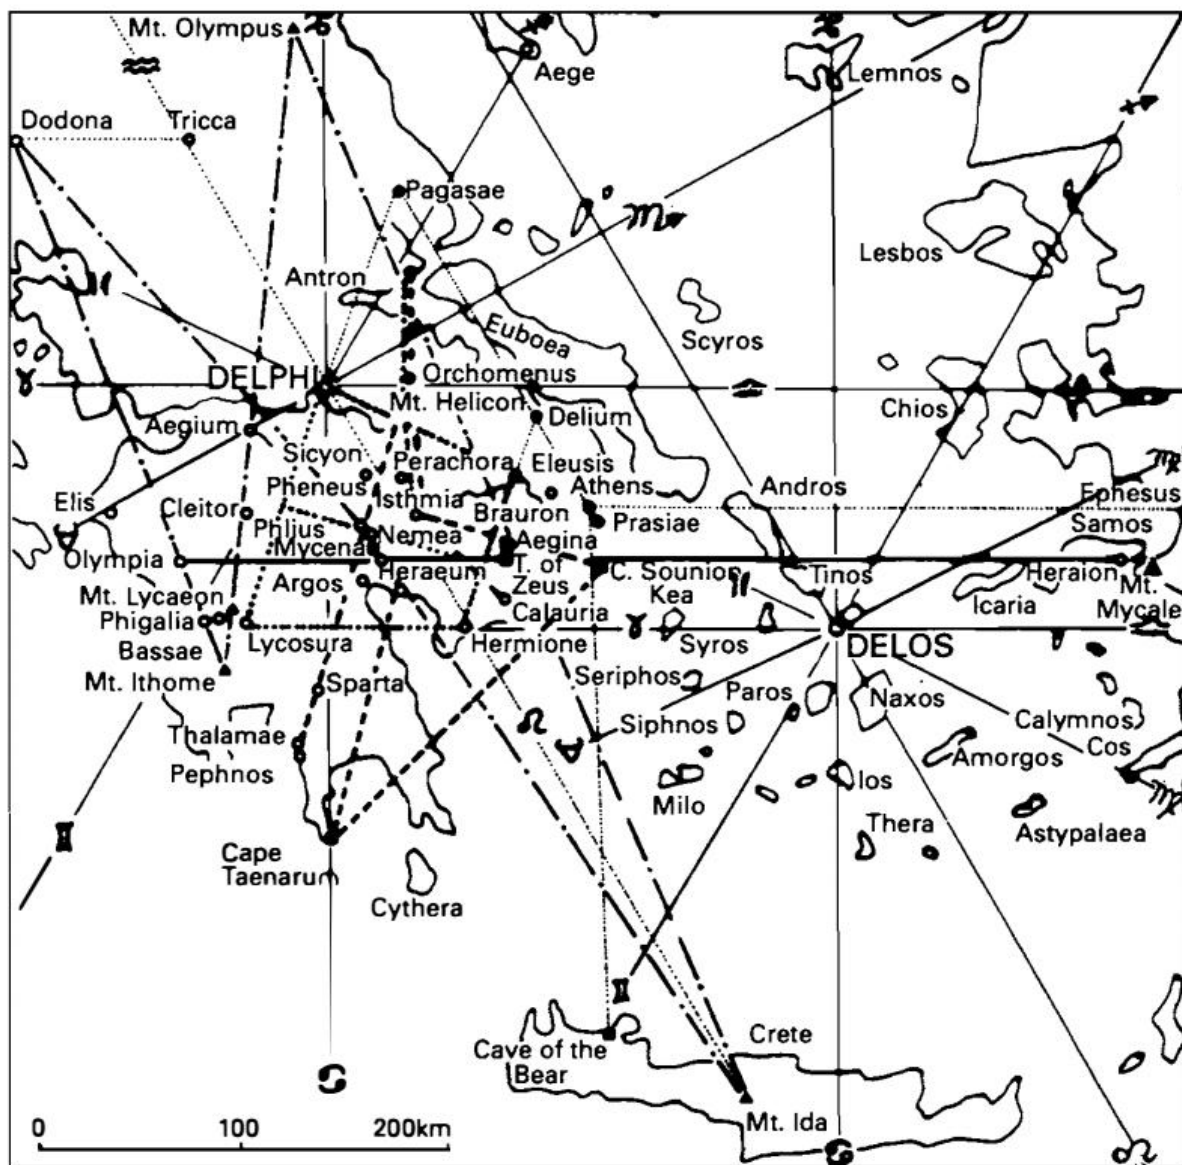 Mt. Olympus
Aege
Lemnos
Dodona
Tricca
Pagasae
Lesbos
Antron
Euboea
Scyros
DELPHI
Orchomenus
Mt. Helicon
Chios
Aegium
Delium
Sicyon
Perachora
Eleusis
Pheneus
Isthmia
Athens
Andros
Ephesus
Elis
Cleitor
Phlius
Brauron
Prasiae
Samos
Nemea
Mycena
Aegina
Olympia
Heraeum
T. of
Zeus
C. Sounion
Tinos
Heraion
Mt.
Mycale
Argos
Kea
Icaria
Mt. Lycaeon
Calauria
Phigalia
Bassae
Lycosura
Hermione
Syros
DELOS
Mt. Ithome
Sparta
Seriphos
Paros
Naxos
Siphnos
Calymnos
Cos
Thalamae
Pephnos
Amorgos
Milo
Ios
Thera
Astypalaea
Cape
Taenaru
Cythera
Crete
Cave of the
Bear
Mt. Ida
0 100 200km